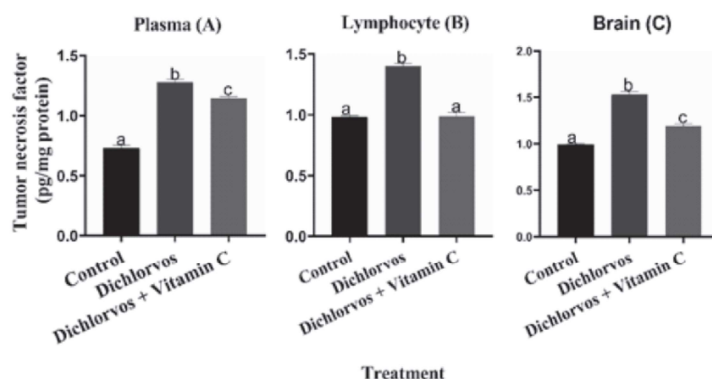 Plasma (A)
Lymphocyte (B)
Brain (C)
Tumor necrosis factor
(pg/mg protein)
1.5
1.0
0.5
0.0
a
b
c
Control
Dichlorvos
Dichlorvos + Vitamin C
1.5
1.0
0.5
0.0
a
b
a
Control
Dichlorvos
Dichlorvos + Vitamin C
2.0
1.5
1.0
0.5
0.0
a
b
c
Control
Dichlorvos
Dichlorvos + Vitamin C
Treatment